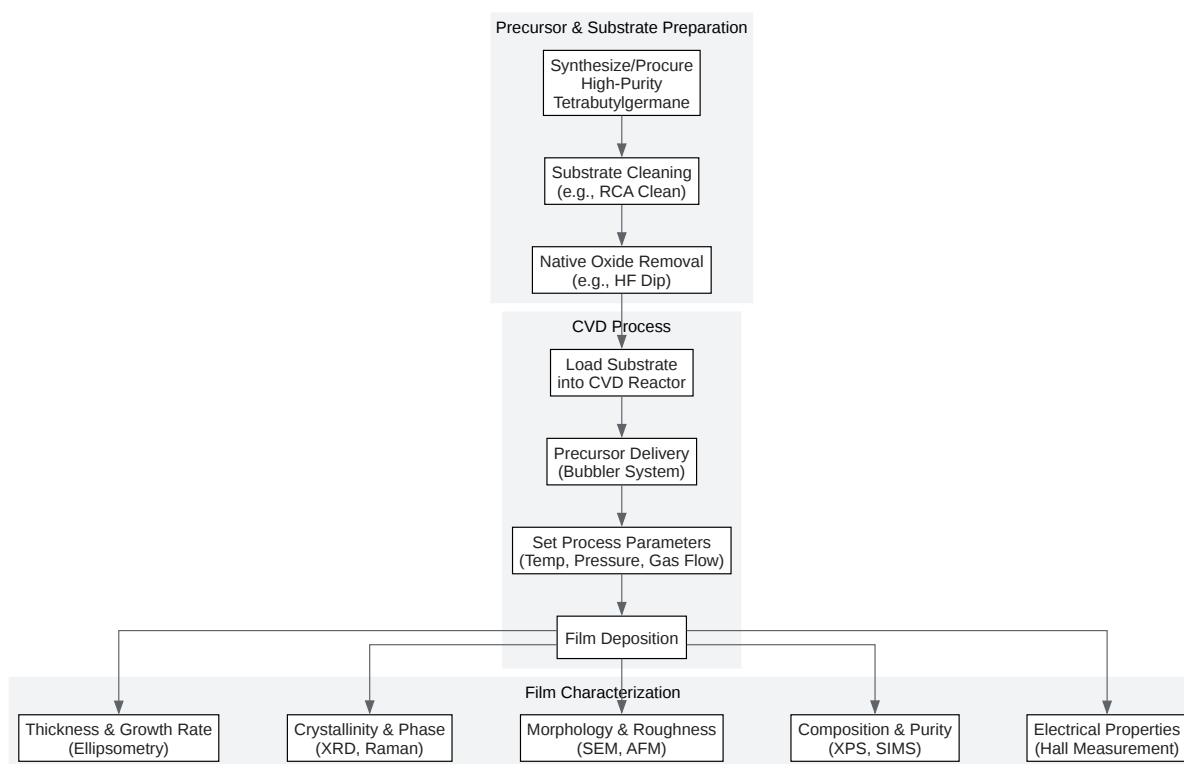 Precursor & Substrate Preparation
Synthesize/Procure
High-Purity
Tetrabutylgermane
Substrate Cleaning
(e.g., RCA Clean)
Native Oxide Removal
(e.g., HF Dip)
CVD Process
Load Substrate
into CVD Reactor
Precursor Delivery
(Bubbler System)
Set Process Parameters
(Temp, Pressure, Gas Flow)
Film Deposition
Film Characterization
Thickness & Growth Rate
(Ellipsometry)
Crystallinity & Phase
(XRD, Raman)
Morphology & Roughness
(SEM, AFM)
Composition & Purity
(XPS, SIMS)
Electrical Properties
(Hall Measurement)